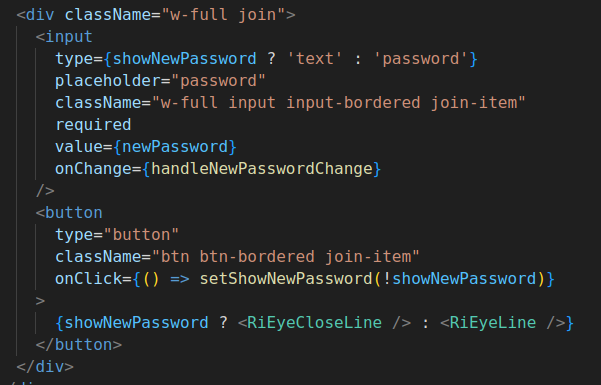 <div className="w-full join">
<input
type={showNewPassword ? 'text' : 'password'}
placeholder="password"
className="w-full input input-bordered join-item"
required
value={newPassword}
onChange={handleNewPasswordChange}
/>
<button
type="button"
className="btn btn-bordered join-item"
onClick={() => setShowNewPassword(!showNewPassword)}
>
{showNewPassword ? <RiEyeCloseLine /> : <RiEyeLine />}
</button>
</div>